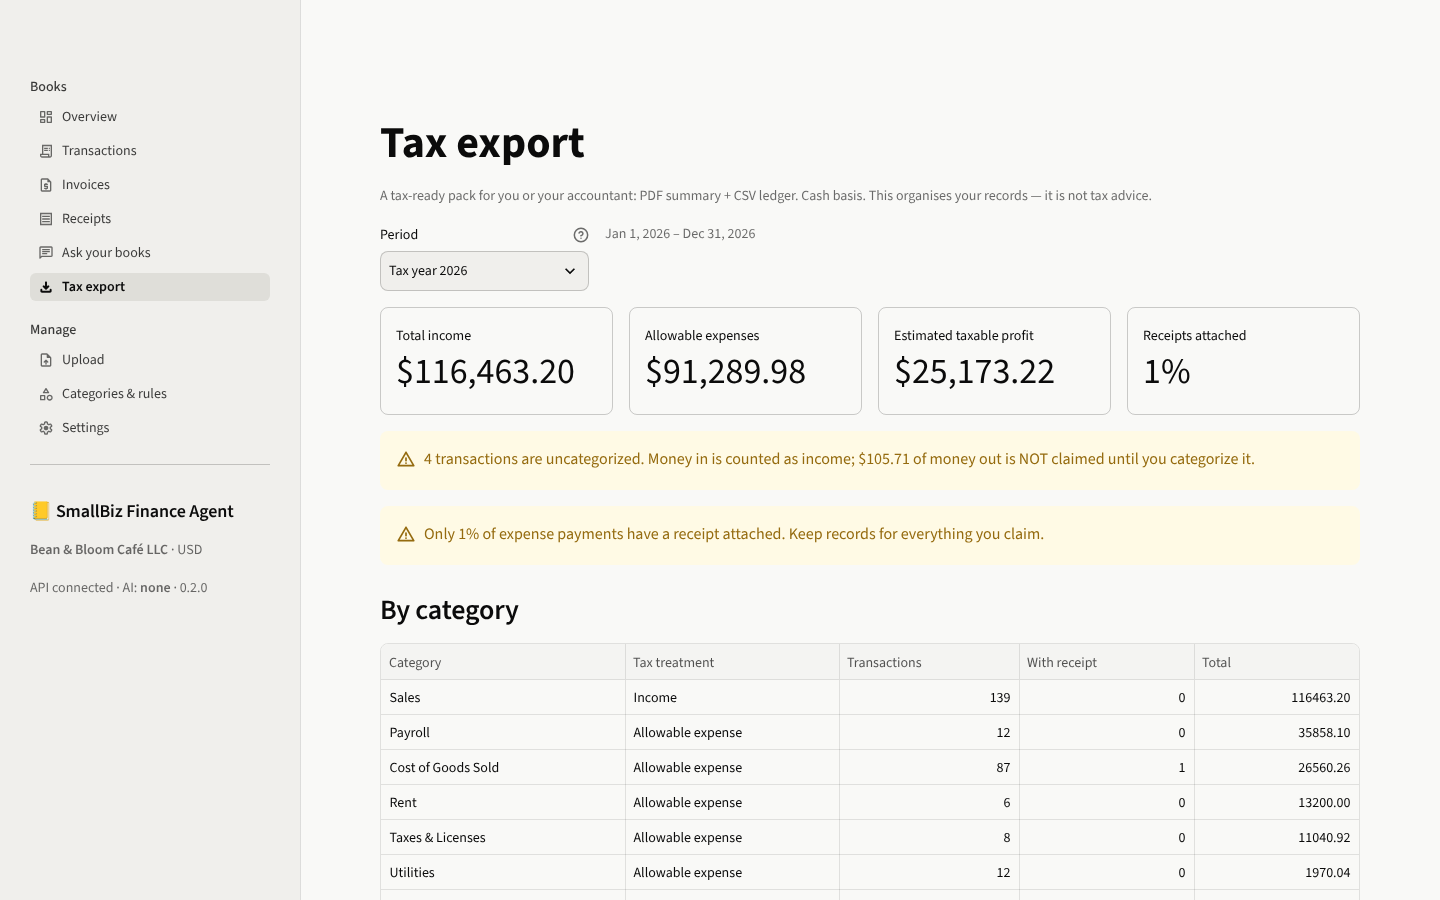 Books
Overview
Transactions
Invoices
Receipts
Ask your books
Tax export
Manage
Upload
Categories & rules
Settings
📒 SmallBiz Finance Agent
Bean & Bloom Café LLC · USD
API connected · AI: none · 0.2.0
Tax export
A tax-ready pack for you or your accountant: PDF summary + CSV ledger. Cash basis. This organises your records — it is not tax advice.
Period
Jan 1, 2026 – Dec 31, 2026
Tax year 2026
Total income
$116,463.20
Allowable expenses
$91,289.98
Estimated taxable profit
$25,173.22
Receipts attached
1%
4 transactions are uncategorized. Money in is counted as income; $105.71 of money out is NOT claimed until you categorize it.
Only 1% of expense payments have a receipt attached. Keep records for everything you claim.
By category
Category Tax treatment Transactions With receipt Total
Sales Income 139 0 116463.20
Payroll Allowable expense 12 0 35858.10
Cost of Goods Sold Allowable expense 87 1 26560.26
Rent Allowable expense 6 0 13200.00
Taxes & Licenses Allowable expense 8 0 11040.92
Utilities Allowable expense 12 0 1970.04